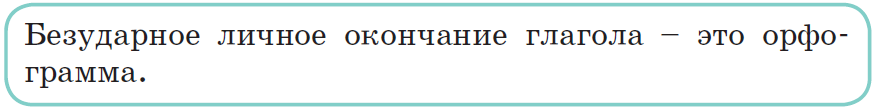 Безударное личное окончание глагола – это орфо-
грамма.